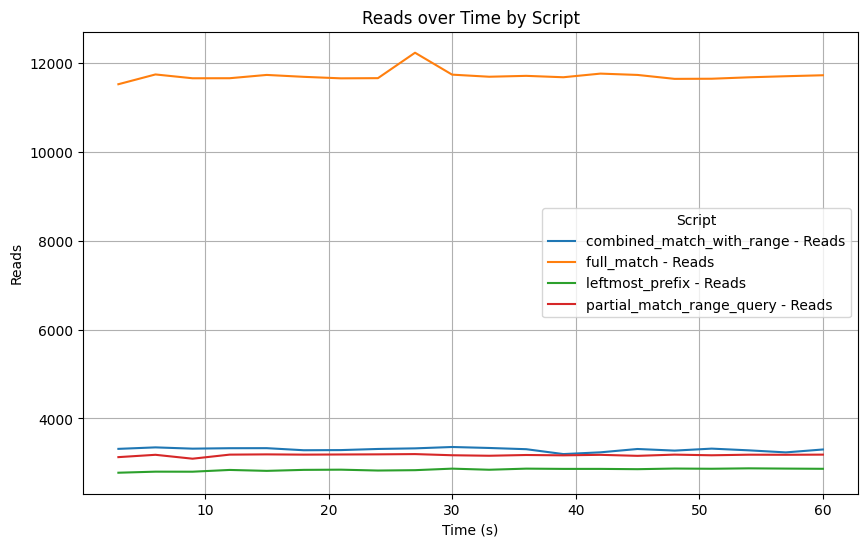 Reads over Time by Script
12000
10000
8000
6000
4000
Reads
Script
combined_match_with_range - Reads
full_match - Reads
leftmost_prefix - Reads
partial_match_range_query - Reads
10
20
30
40
50
60
Time (s)